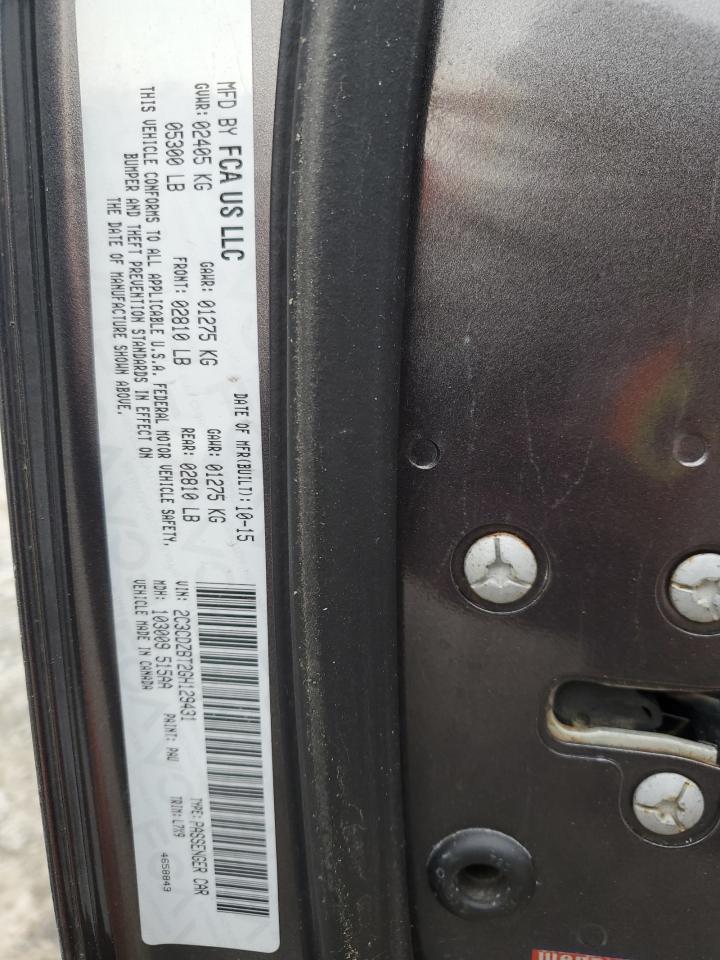 MFD BY FCA US LLC
DATE OF MFR(BUILT): 10-15
GVWR: 02405 KG
GAWR: 01275 KG
GAWR: 01275 KG
05300 LB
FRONT: 02810 LB
REAR: 02810 LB
THIS VEHICLE CONFORMS TO ALL APPLICABLE U.S.A. FEDERAL MOTOR VEHICLE SAFETY,
BUMPER AND THEFT PREVENTION STANDARDS IN EFFECT ON
THE DATE OF MANUFACTURE SHOWN ABOVE.
VIN: 2C3CDZBT2GH129431
TYPE: PASSENGER CAR
MDH: 103009 515AA
PAINT: PAU
TRIM: L7X9
VEHICLE MADE IN CANADA
4658843